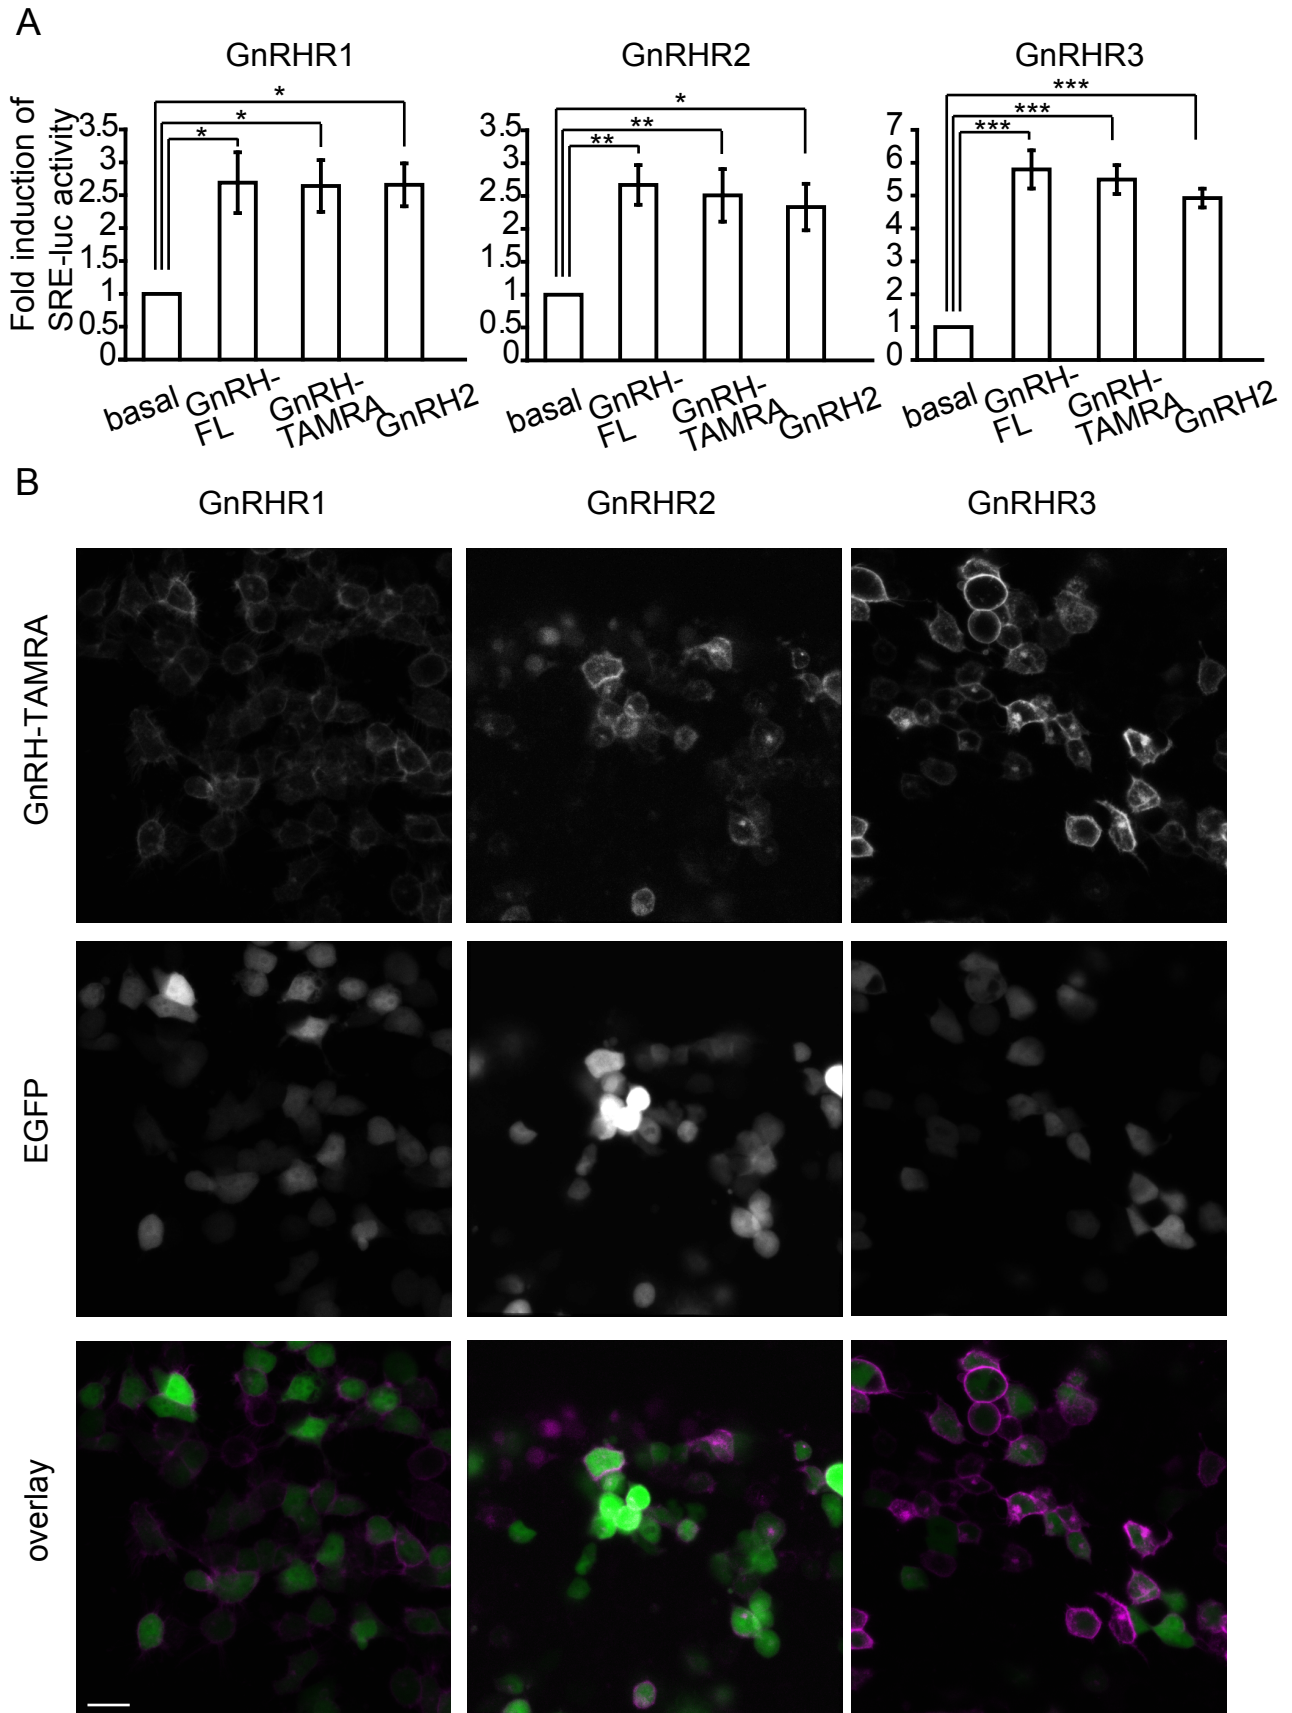 A
GnRHR1
GnRHR2
GnRHR3
Fold induction of
SRE-luc activity
3.5
3
2.5
2
1.5
1
0.5
0
*
*
*
basal
GnRH-
FL
GnRH-
TAMRA
GnRH2
3.5
3
2.5
2
1.5
1
0.5
0
*
**
**
basal
GnRH-
FL
GnRH-
TAMRA
GnRH2
7
6
5
4
3
2
1
0
***
***
***
basal
GnRH-
FL
GnRH-
TAMRA
GnRH2
B
GnRHR1
GnRHR2
GnRHR3
GnRH-TAMRA
EGFP
overlay